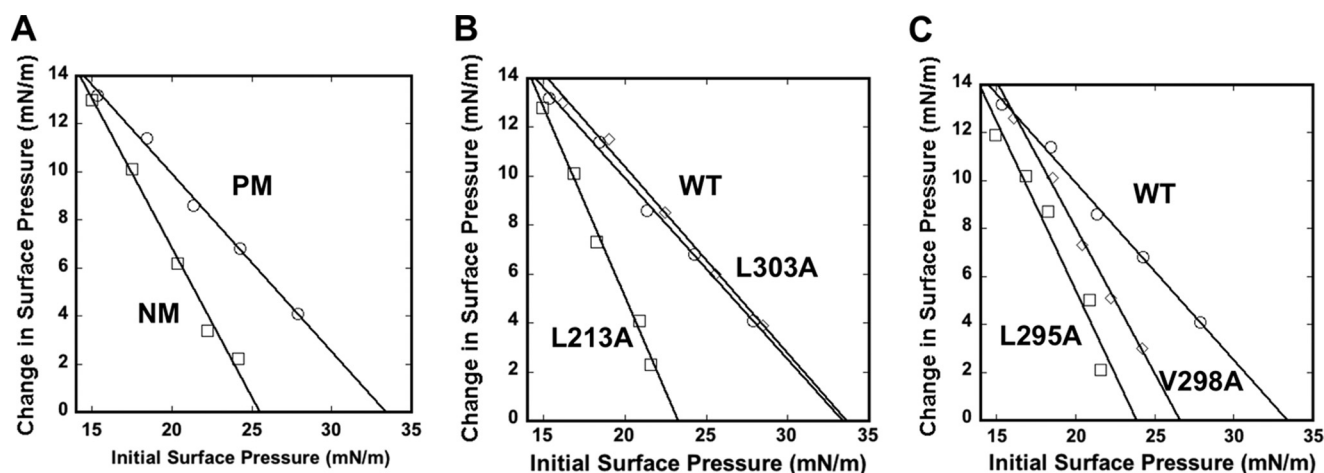 A
Change in Surface Pressure (mN/m)
14
12
10
8
6
4
2
0
PM
NM
15 20 25 30 35
Initial Surface Pressure (mN/m)
B
Change in Surface Pressure (mN/m)
14
12
10
8
6
4
2
0
WT
L303A
L213A
15 20 25 30 35
Initial Surface Pressure (mN/m)
C
Change in Surface Pressure (mN/m)
14
12
10
8
6
4
2
0
WT
L295A
V298A
15 20 25 30 35
Initial Surface Pressure (mN/m)